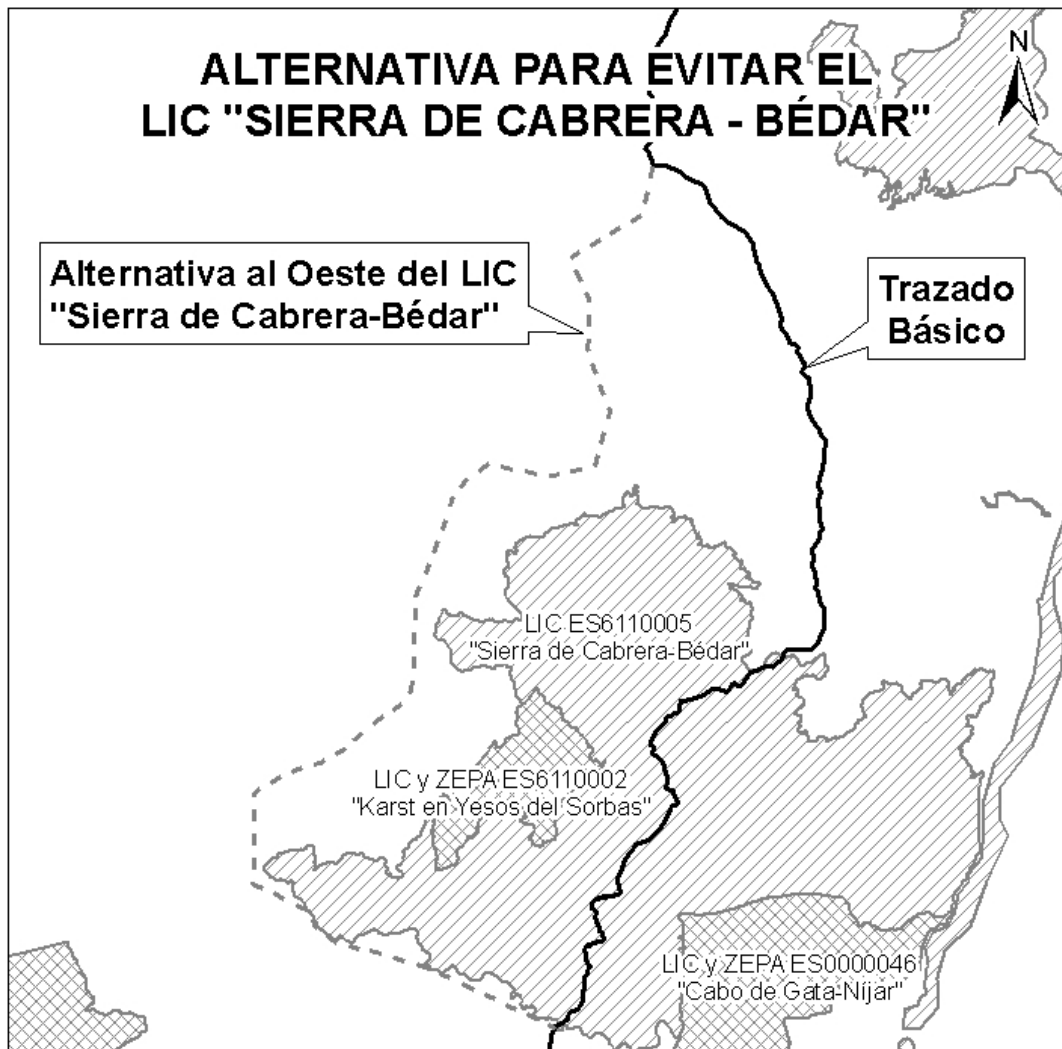 ALTERNATIVA PARA EVITAR EL
LIC "SIERRA DE CABRERA - BÉDAR"
N
Alternativa al Oeste del LIC
"Sierra de Cabrera-Bédar"
Trazado
Básico
LIC ES6110005
"Sierra de Cabrera-Bédar"
LIC y ZEPA ES6110002
"Karst en Yesos del Sorbas"
LIC y ZEPA ES0000046
"Cabo de Gata-Níjar"